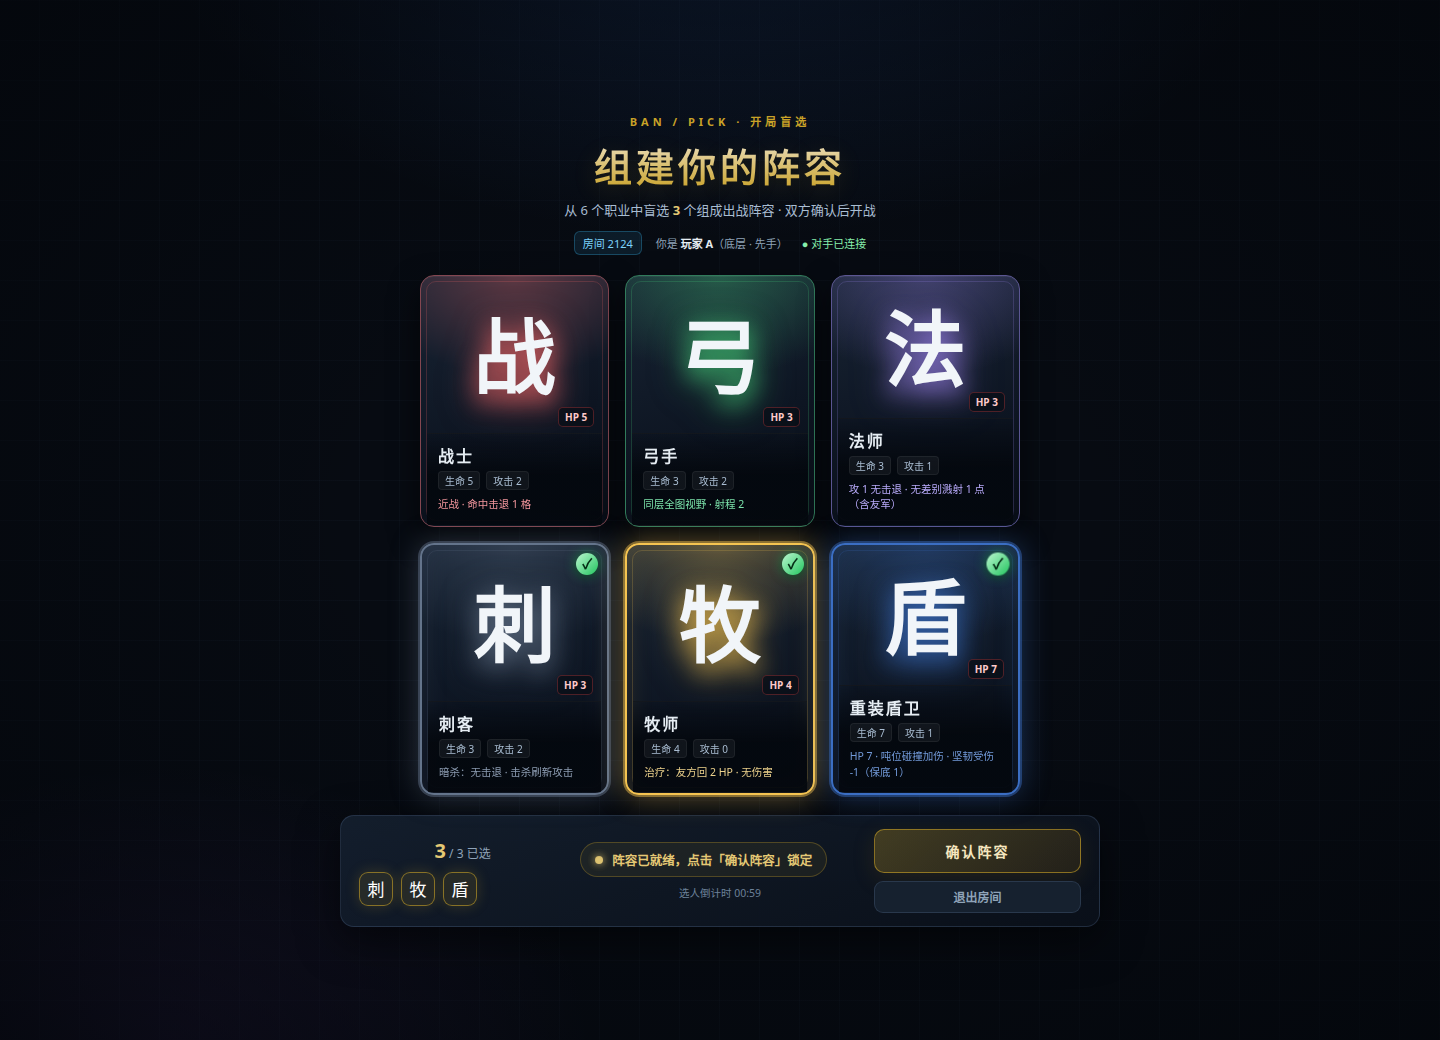 BAN / PICK · 开局盲选
组建你的阵容
从 6 个职业中盲选 3 个组成出战阵容 · 双方确认后开战
房间 2124 你是 玩家 A（底层 · 先手） ● 对手已连接
战
HP 5
战士
生命 5 攻击 2
近战 · 命中击退 1 格
弓
HP 3
弓手
生命 3 攻击 2
同层全图视野 · 射程 2
法
HP 3
法师
生命 3 攻击 1
攻 1 无击退 · 无差别溅射 1 点
（含友军）
✓
刺
HP 3
刺客
生命 3 攻击 2
暗杀：无击退 · 击杀刷新攻击
✓
牧
HP 4
牧师
生命 4 攻击 0
治疗：友方回 2 HP · 无伤害
✓
盾
HP 7
重装盾卫
生命 7 攻击 1
HP 7 · 吨位碰撞加伤 · 坚韧受伤
-1（保底 1）
3 / 3 已选
刺 牧 盾
阵容已就绪，点击「确认阵容」锁定
选人倒计时 00:59
确认阵容
退出房间